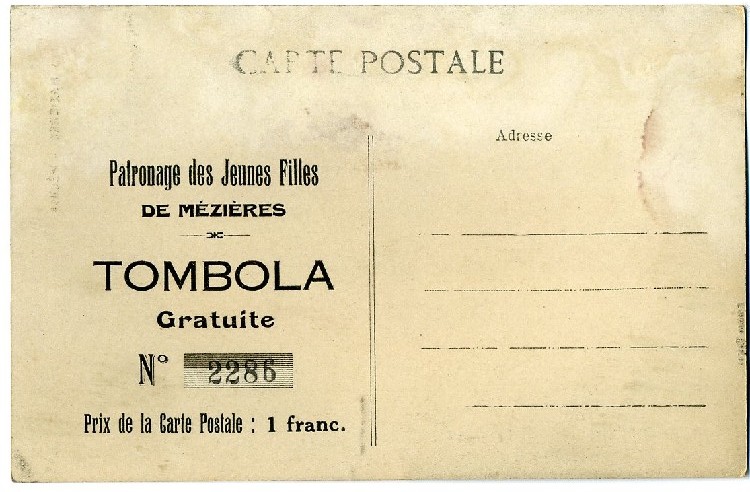 CARTE POSTALE
Patronage des Jeunes Filles
DE MÉZIÈRES
TOMBOLA
Gratuite
N° 2286
Prix de la Carte Postale : 1 franc.
Adresse